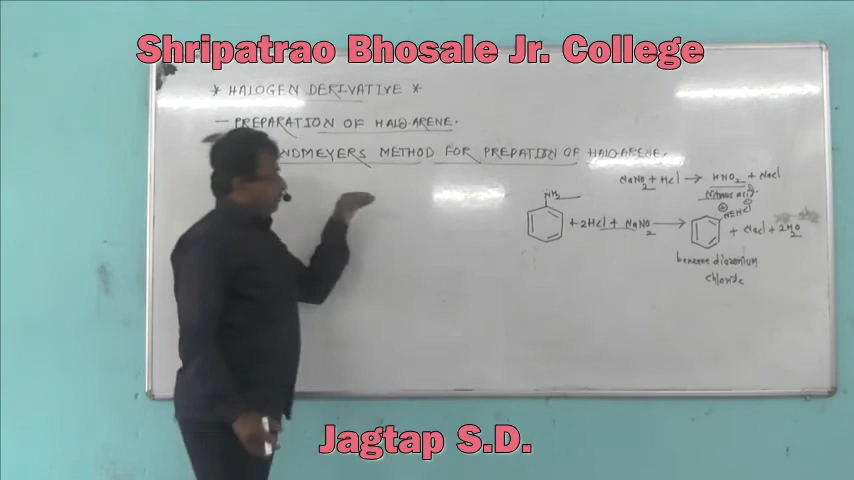 Shripatrao Bhosale Jr. College
* HALOGEN DERIVATIVE *
— PREPARATION OF HALO-ARENE.
NDMEYERS METHOD FOR PREPATION OF HALO-ARENE.
NaNO2 + HCl → HNO2 + NaCl
Nitrous acid.
NH2
+ 2HCl + NaNO2 → N≡NCl + NaCl + 2H2O
benzene diazonium
chloride
Jagtap S.D.